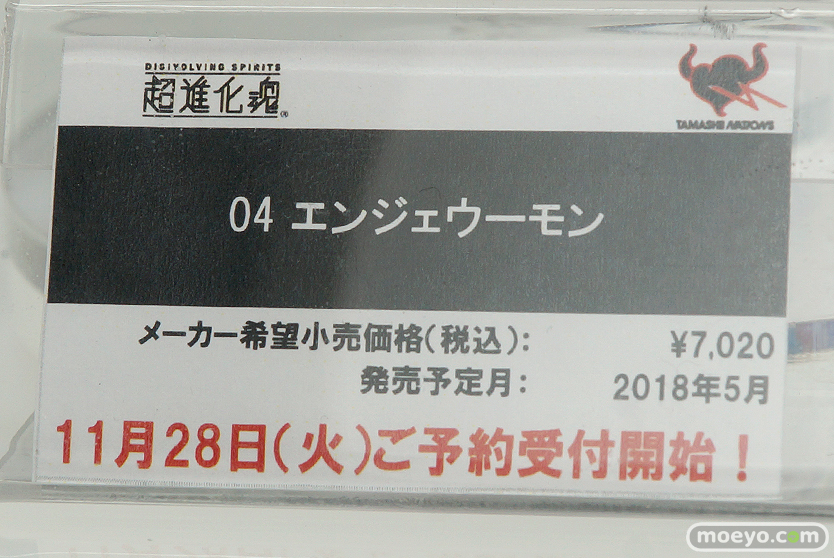 DIGIVOLVING SPIRITS
超進化魂
TAMASHII NATIONS
04 エンジェウーモン
メーカー希望小売価格(税込): ¥7,020
発売予定月: 2018年5月
11月28日(火)ご予約受付開始!
moeyo.com